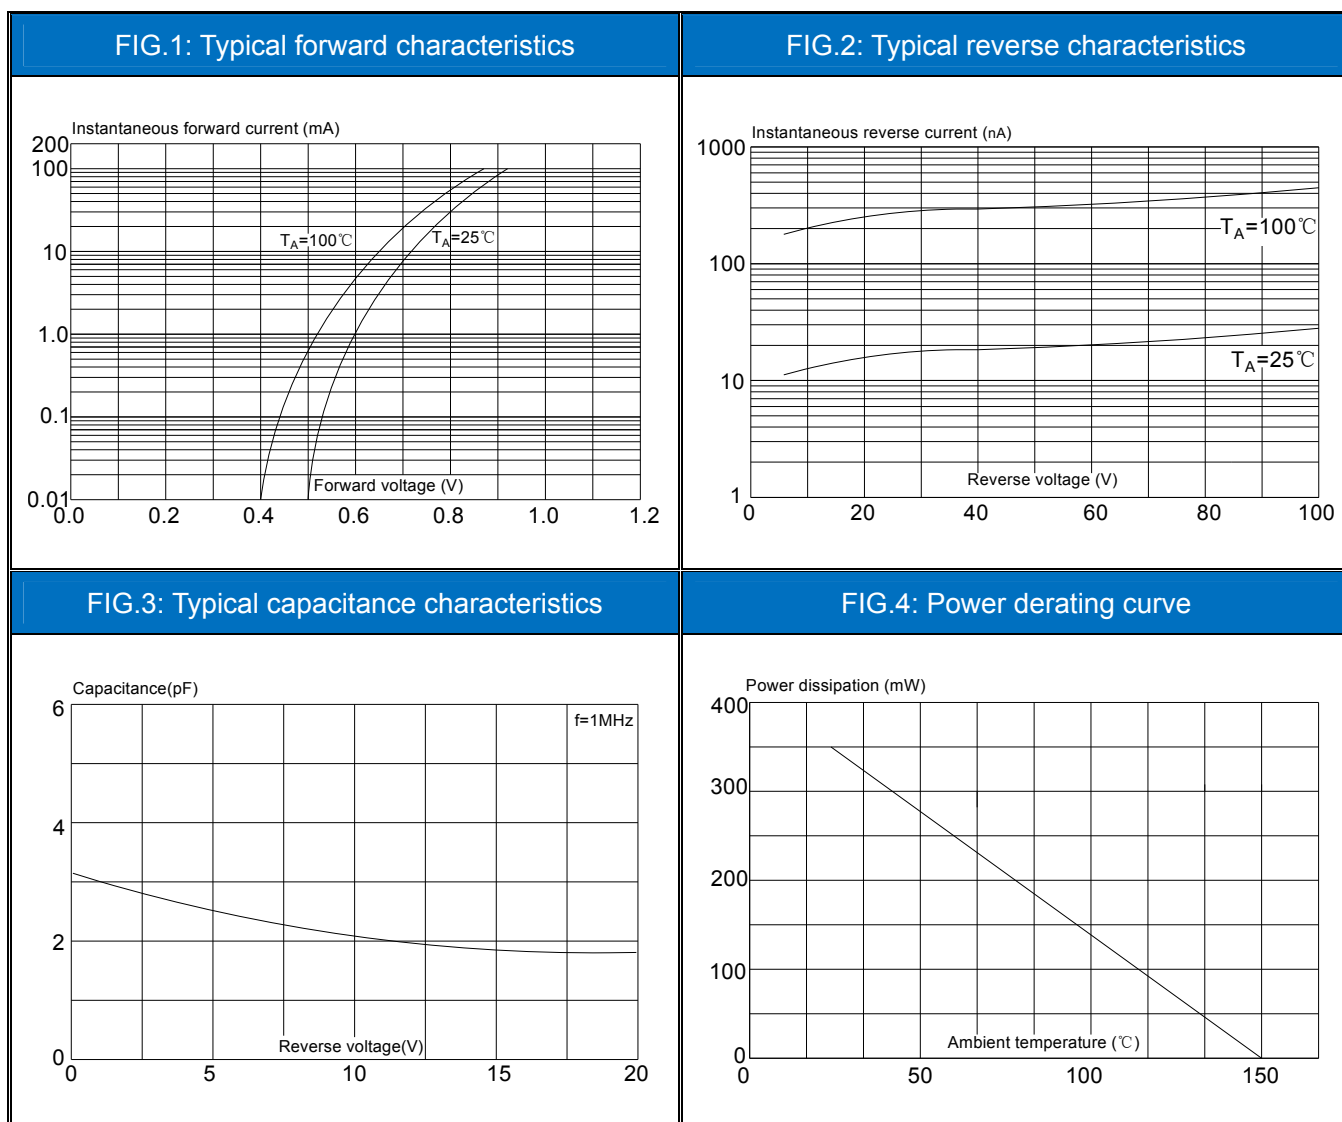 FIG.1: Typical forward characteristics
Instantaneous forward current (mA)
200
100
10
1.0
0.1
0.01
T_A=100℃
T_A=25℃
Forward voltage (V)
0.0 0.2 0.4 0.6 0.8 1.0 1.2
FIG.2: Typical reverse characteristics
Instantaneous reverse current (nA)
1000
100
10
1
T_A=100℃
T_A=25℃
Reverse voltage (V)
0 20 40 60 80 100
FIG.3: Typical capacitance characteristics
Capacitance(pF)
f=1MHz
6
4
2
0
Reverse voltage(V)
0 5 10 15 20
FIG.4: Power derating curve
Power dissipation (mW)
400
300
200
100
0
Ambient temperature (℃)
0 50 100 150